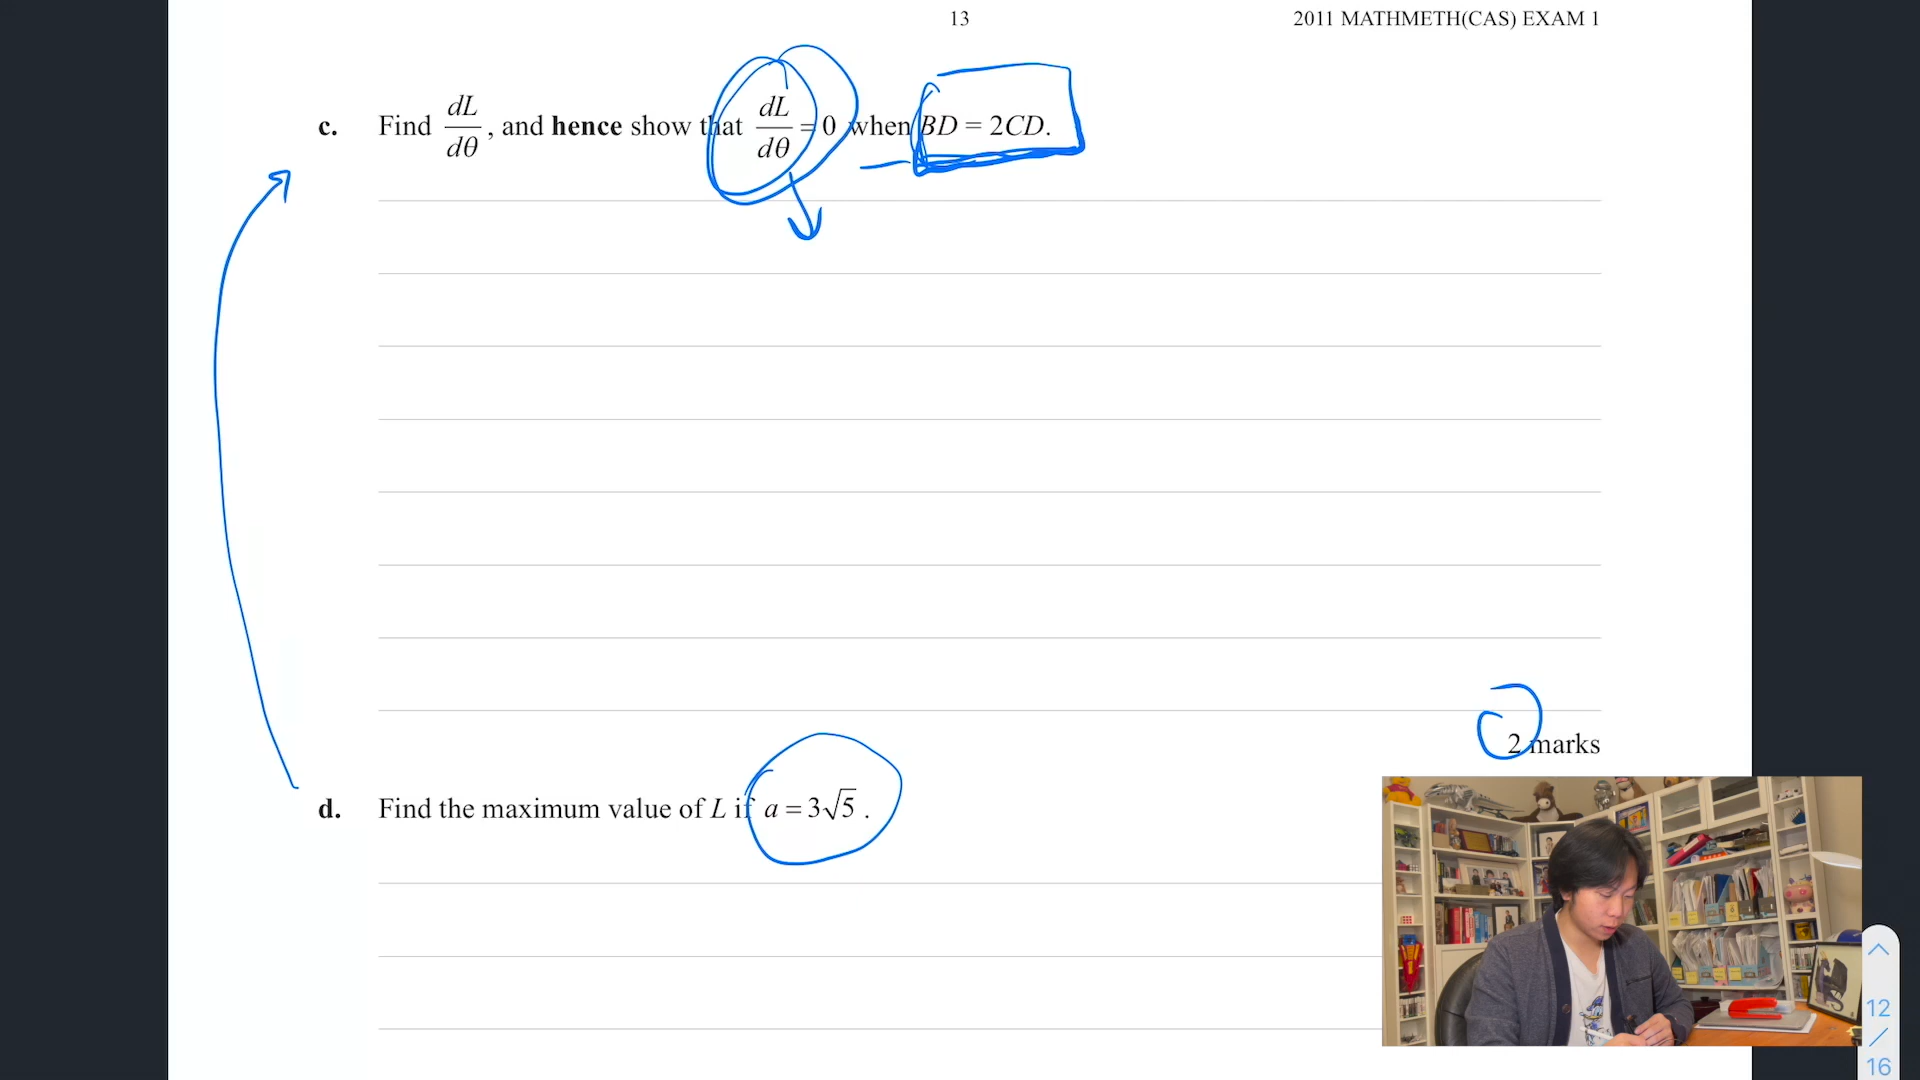 13
2011 MATHMETH(CAS) EXAM 1
c. Find dL/dθ, and hence show that dL/dθ = 0 when BD = 2CD.
2 marks
d. Find the maximum value of L if a = 3√5.
12
/
16